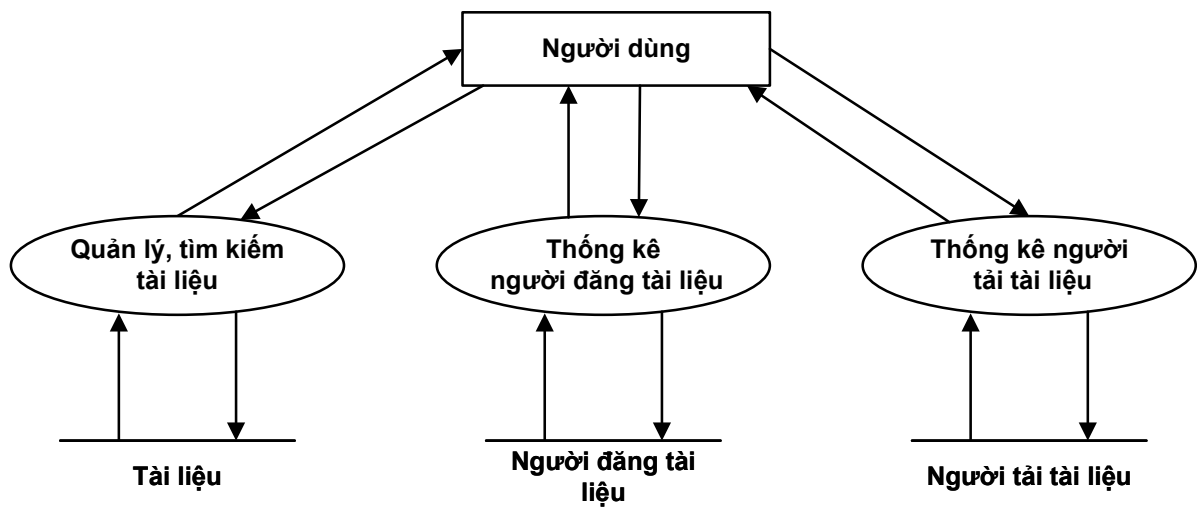 Người dùng
Quản lý, tìm kiếm
tài liệu
Thống kê
người đăng tài liệu
Thống kê người
tải tài liệu
Tài liệu
Người đăng tài
liệu
Người tải tài liệu